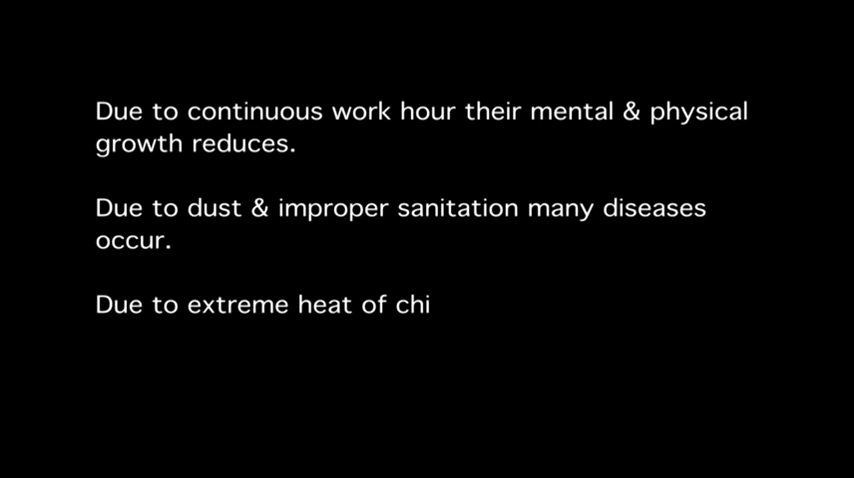 Due to continuous work hour their mental & physical
growth reduces.
Due to dust & improper sanitation many diseases
occur.
Due to extreme heat of chi